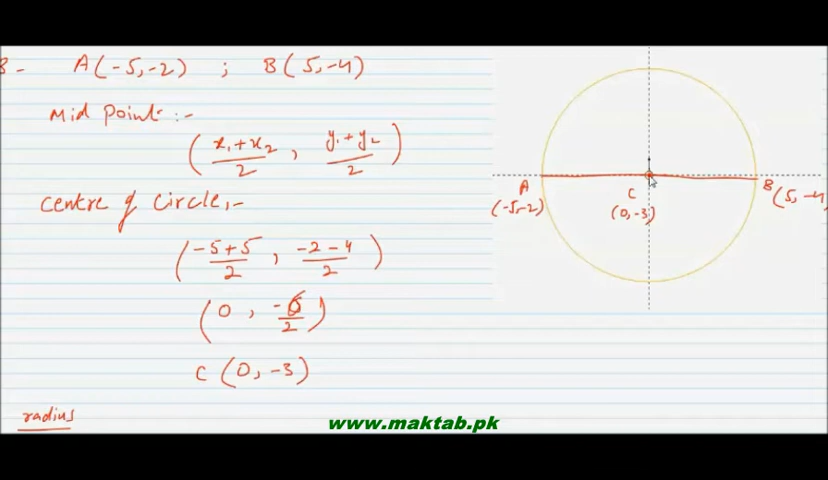 B- A(-5,-2) ; B(5,-4)
Mid Point:-
(x₁+x₂/2 , y₁+y₂/2)
Centre of Circle:-
(-5+5/2 , -2-4/2)
(0 , -6/2)
C (0, -3)
radius
A
(-5,-2)
C
(0,-3)
B (5, -4
www.maktab.pk